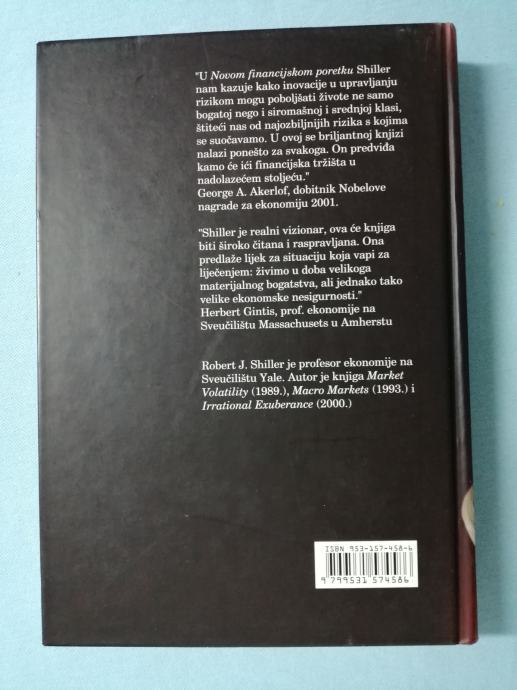 "U Novom financijskom poretku Shiller
nam kazuje kako inovacije u upravljanju
rizikom mogu poboljšati živote ne samo
bogatoj nego i siromašnoj i srednjoj klasi,
štiteći nas od najozbiljnijih rizika s kojima
se suočavamo. U ovoj se briljantnoj knjizi
nalazi ponešto za svakoga. On predviđa
kamo će ići financijska tržišta u
nadolazećem stoljeću."
George A. Akerlof, dobitnik Nobelove
nagrade za ekonomiju 2001.
"Shiller je realni vizionar, ova će knjiga
biti široko čitana i raspravljana. Ona
predlaže lijek za situaciju koja vapi za
liječenjem: živimo u doba velikoga
materijalnog bogatstva, ali jednako tako
velike ekonomske nesigurnosti."
Herbert Gintis, prof. ekonomije na
Sveučilištu Massachusets u Amherstu
Robert J. Shiller je profesor ekonomije na
Sveučilištu Yale. Autor je knjiga Market
Volatility (1989.), Macro Markets (1993.) i
Irrational Exuberance (2000.)
ISBN 953-157-458-6
9 799531 574586